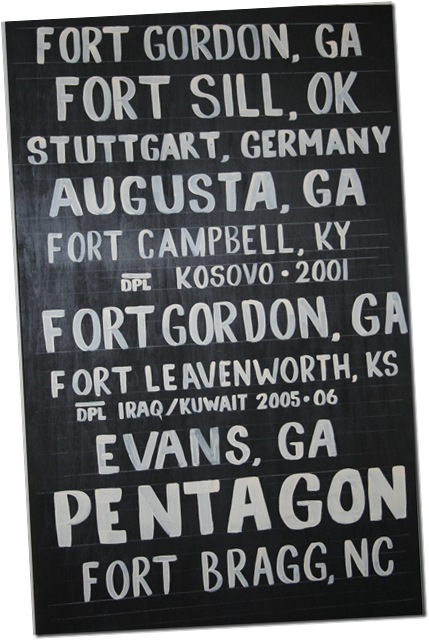 FORT GORDON, GA
FORT SILL, OK
STUTTGART, GERMANY
AUGUSTA, GA
FORT CAMPBELL, KY
DPL KOSOVO • 2001
FORT GORDON, GA
FORT LEAVENWORTH, KS
DPL IRAQ/KUWAIT 2005•06
EVANS, GA
PENTAGON
FORT BRAGG, NC